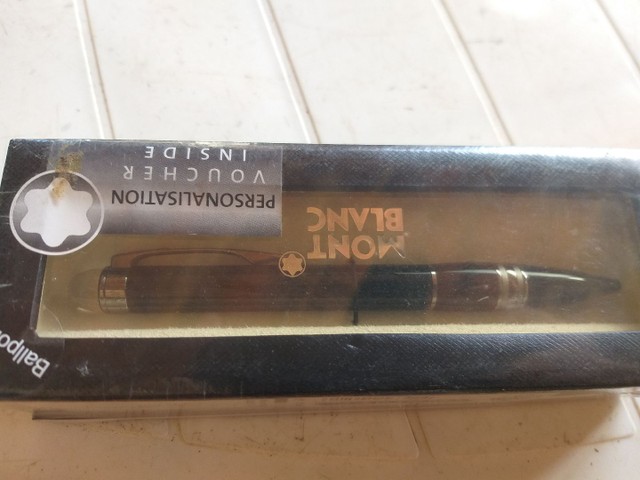 PERSONALISATION
VOUCHER
INSIDE
MONT
BLANC